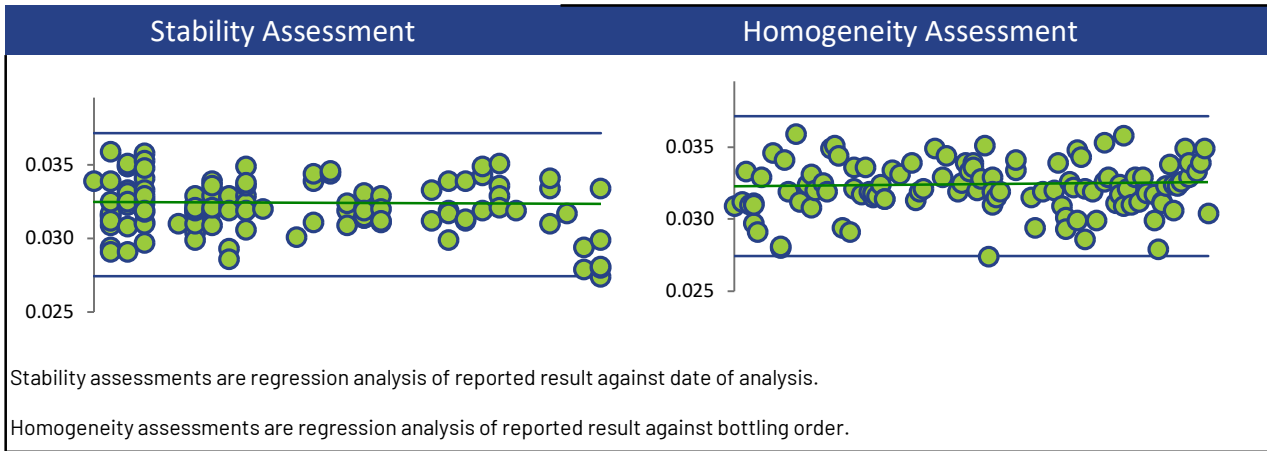 Stability Assessment
Homogeneity Assessment
0.035
0.030
0.025
0.035
0.030
0.025
Stability assessments are regression analysis of reported result against date of analysis.
Homogeneity assessments are regression analysis of reported result against bottling order.